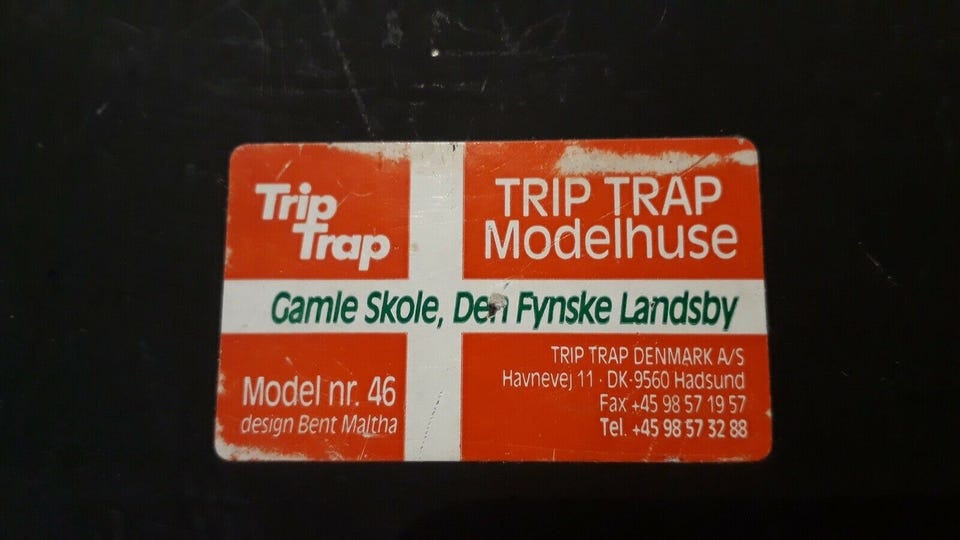 Trip
Trap
TRIP TRAP
Modelhuse
Gamle Skole, Den Fynske Landsby
Model nr. 46
design Bent Maltha
TRIP TRAP DENMARK A/S
Havnevej 11 · DK-9560 Hadsund
Fax +45 98 57 19 57
Tel. +45 98 57 32 88